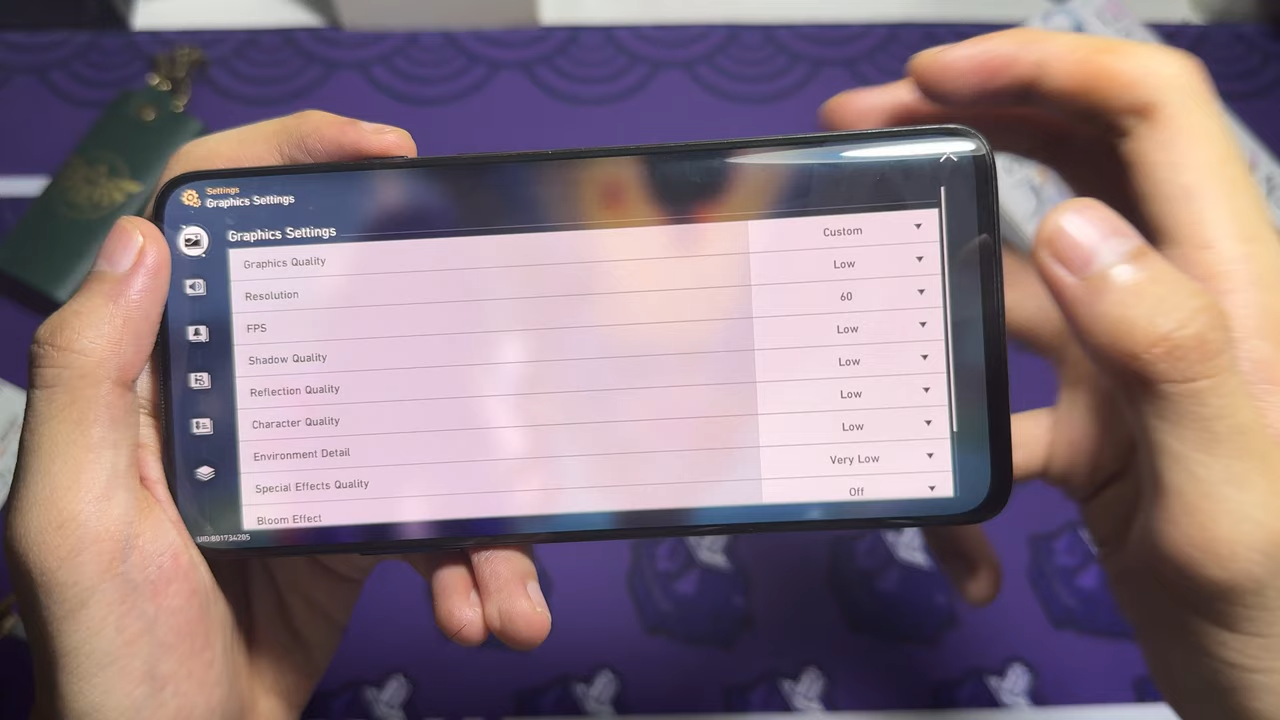 Settings
Graphics Settings
Graphics Settings
Graphics Quality Custom
Resolution Low
FPS 60
Shadow Quality Low
Reflection Quality Low
Character Quality Low
Environment Detail Low
Special Effects Quality Very Low
Bloom Effect Off
UID:801734205